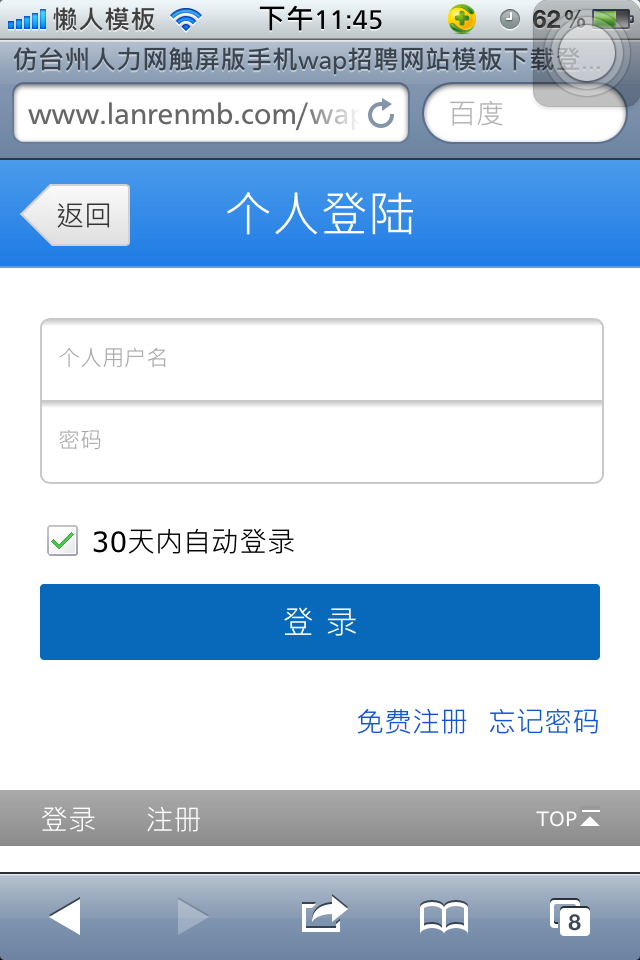 懒人模板 下午11:45 62%
仿台州人力网触屏版手机wap招聘网站模板下载登...
www.lanrenmb.com/wap 百度
返回 个人登陆
个人用户名
密码
30天内自动登录
登 录
免费注册 忘记密码
登录 注册 TOP
8